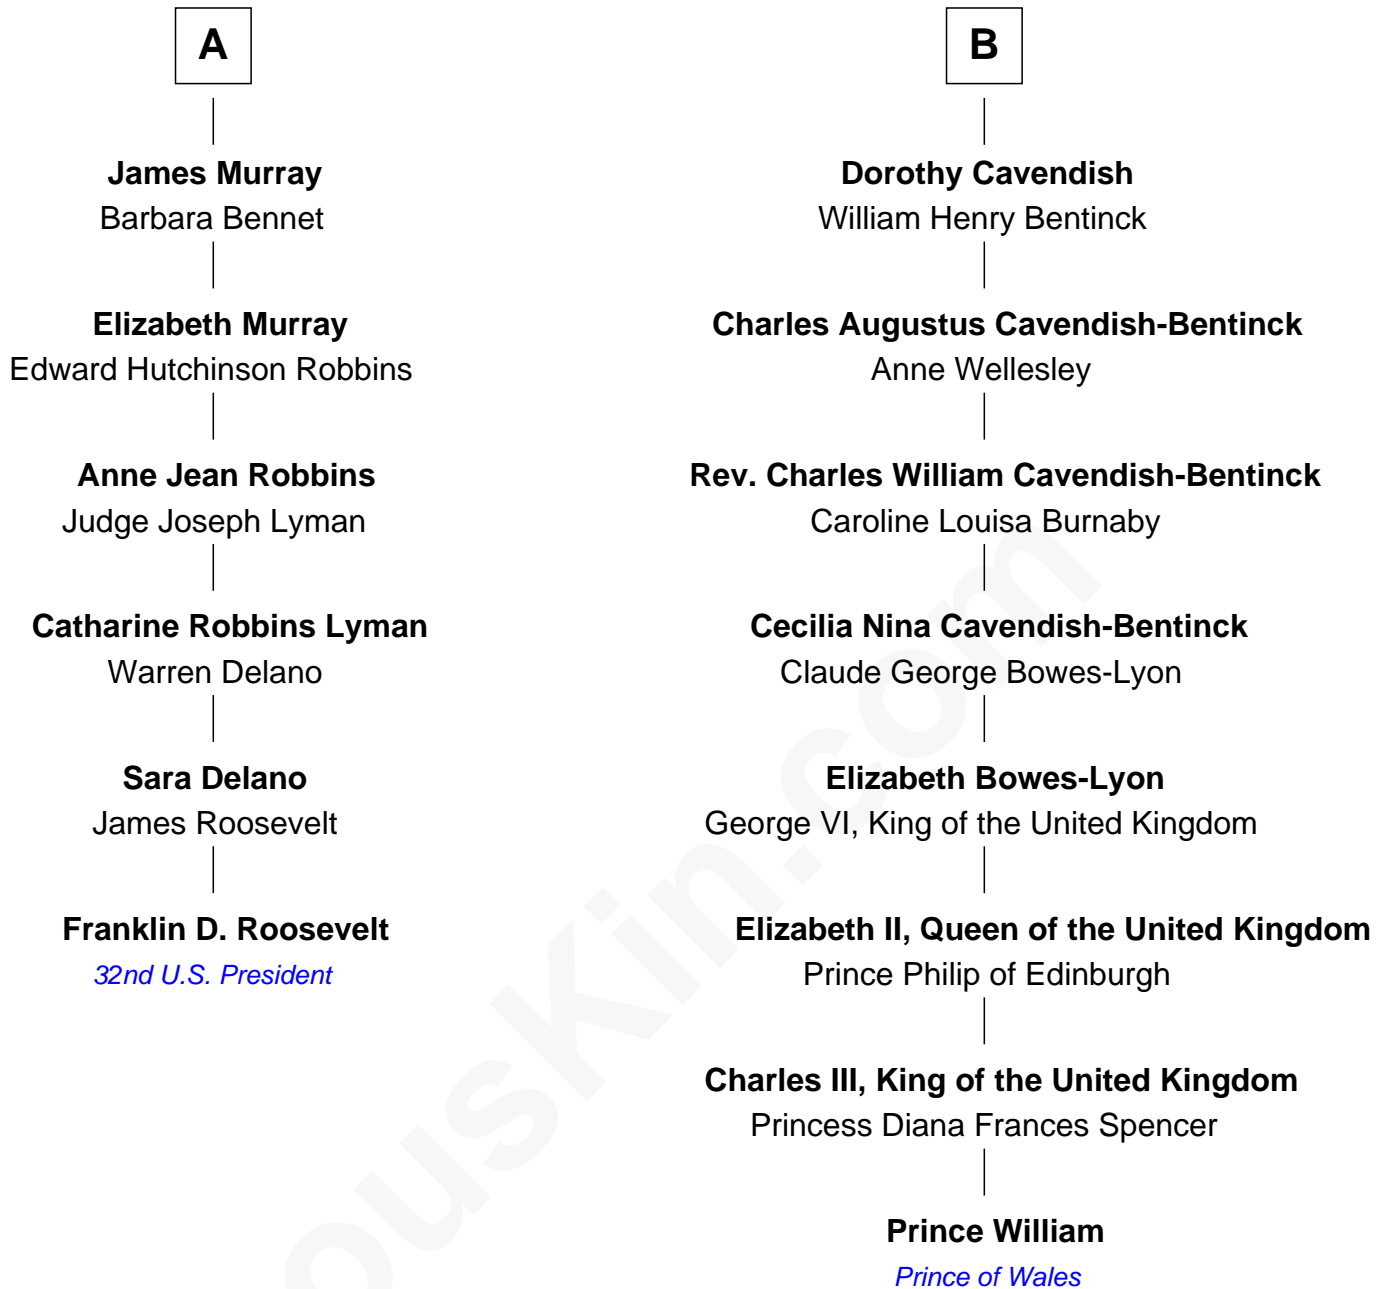 A
James Murray
Barbara Bennet
Elizabeth Murray
Edward Hutchinson Robbins
Anne Jean Robbins
Judge Joseph Lyman
Catharine Robbins Lyman
Warren Delano
Sara Delano
James Roosevelt
Franklin D. Roosevelt
32nd U.S. President
B
Dorothy Cavendish
William Henry Bentinck
Charles Augustus Cavendish-Bentinck
Anne Wellesley
Rev. Charles William Cavendish-Bentinck
Caroline Louisa Burnaby
Cecilia Nina Cavendish-Bentinck
Claude George Bowes-Lyon
Elizabeth Bowes-Lyon
George VI, King of the United Kingdom
Elizabeth II, Queen of the United Kingdom
Prince Philip of Edinburgh
Charles III, King of the United Kingdom
Princess Diana Frances Spencer
Prince William
Prince of Wales
ousKin.com